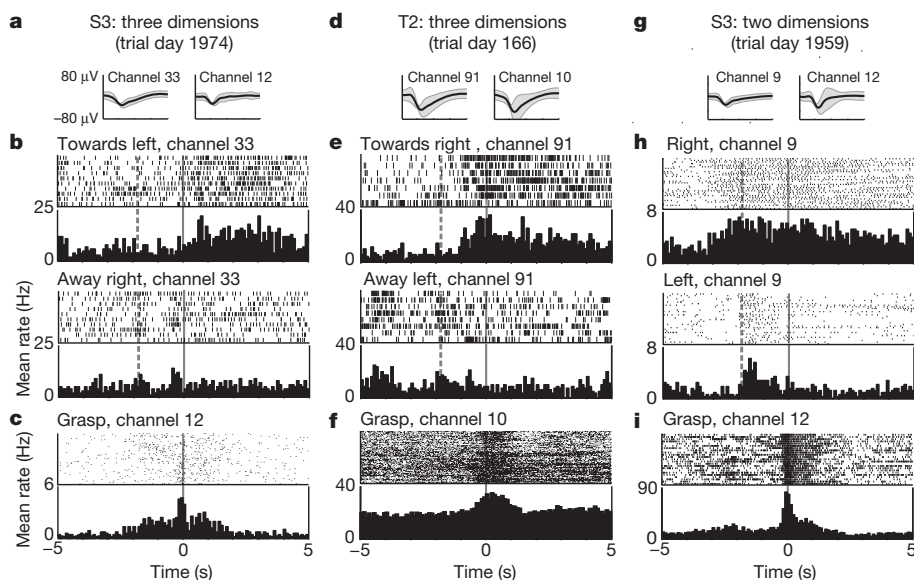 a S3: three dimensions (trial day 1974)
80 μV
−80 μV
Channel 33
Channel 12
b Towards left, channel 33
25
0
Away right, channel 33
25
0
Mean rate (Hz)
c Grasp, channel 12
6
0
Mean rate (Hz)
−5 0 5
Time (s)
d T2: three dimensions (trial day 166)
Channel 91
Channel 10
e Towards right , channel 91
40
0
Away left, channel 91
40
0
f Grasp, channel 10
40
0
−5 0 5
Time (s)
g S3: two dimensions (trial day 1959)
Channel 9
Channel 12
h Right, channel 9
8
0
Left, channel 9
8
0
i Grasp, channel 12
90
0
−5 0 5
Time (s)